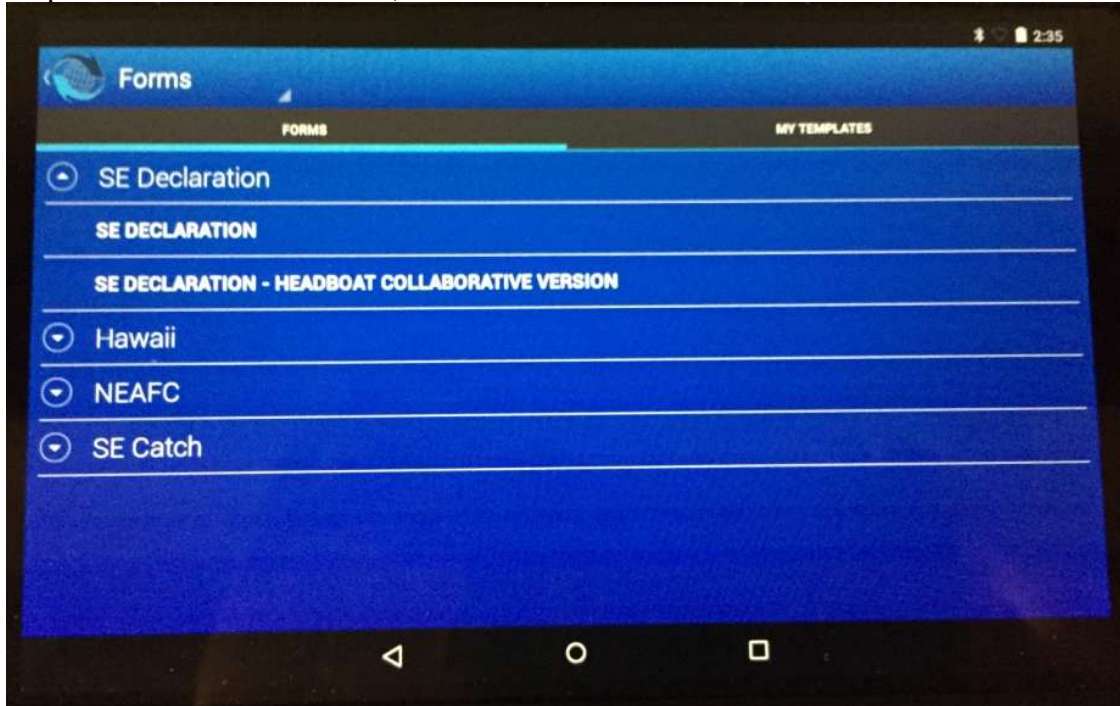 2:35
Forms
FORMS MY TEMPLATES
SE Declaration
SE DECLARATION
SE DECLARATION - HEADBOAT COLLABORATIVE VERSION
Hawaii
NEAFC
SE Catch